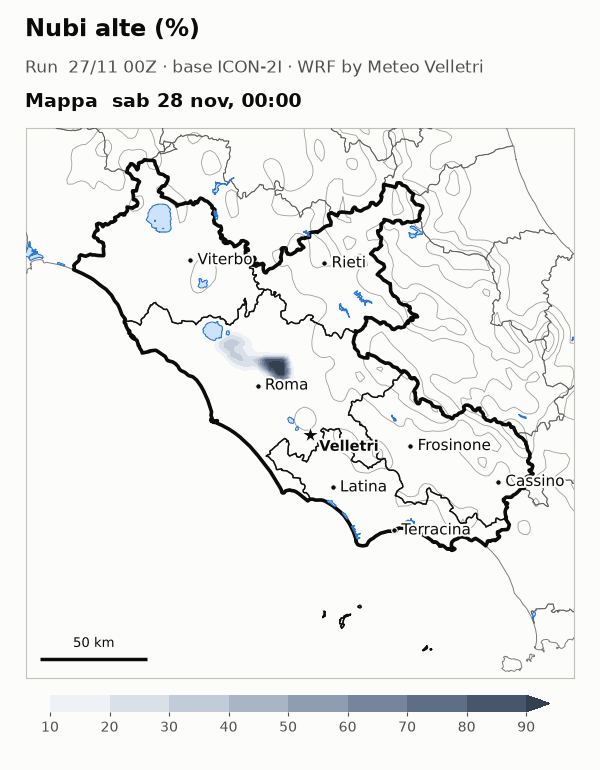 Nubi alte (%)
Run  27/11 00Z · base ICON-2I · WRF by Meteo Velletri
Mappa  sab 28 nov, 00:00
Viterbo
Rieti
Roma
Velletri
Frosinone
Latina
Cassino
Terracina
50 km
10 20 30 40 50 60 70 80 90